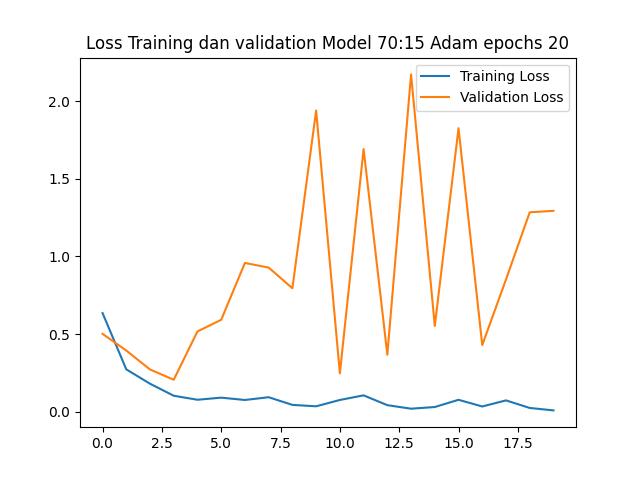 Loss Training dan validation Model 70:15 Adam epochs 20
Training Loss
Validation Loss
2.0
1.5
1.0
0.5
0.0
0.0 2.5 5.0 7.5 10.0 12.5 15.0 17.5